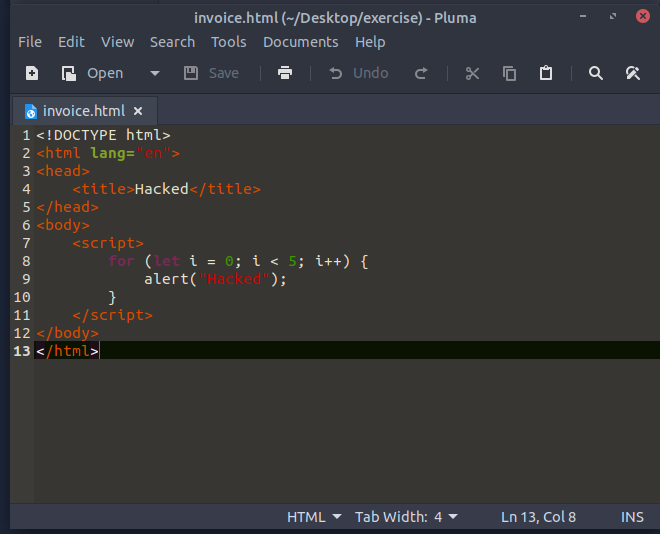 invoice.html (~/Desktop/exercise) - Pluma
File Edit View Search Tools Documents Help
Open Save Undo
invoice.html
1 <!DOCTYPE html>
2 <html lang="en">
3 <head>
4     <title>Hacked</title>
5 </head>
6 <body>
7     <script>
8         for (let i = 0; i < 5; i++) {
9             alert("Hacked");
10         }
11     </script>
12 </body>
13 </html>
HTML Tab Width: 4 Ln 13, Col 8 INS